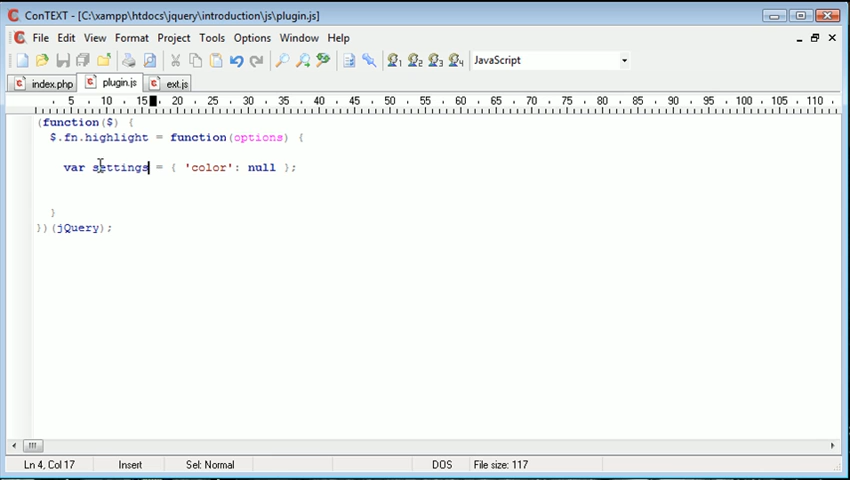 ConTEXT - [C:\xampp\htdocs\jquery\introduction\js\plugin.js]
File Edit View Format Project Tools Options Window Help
JavaScript
index.php plugin.js ext.js
5 10 15 20 25 30 35 40 45 50 55 60 65 70 75 80 85 90 95 100 105 110
(function($) {
$.fn.highlight = function(options) {
var settings = { 'color': null };
}
})(jQuery);
Ln 4, Col 17 Insert Sel: Normal DOS File size: 117